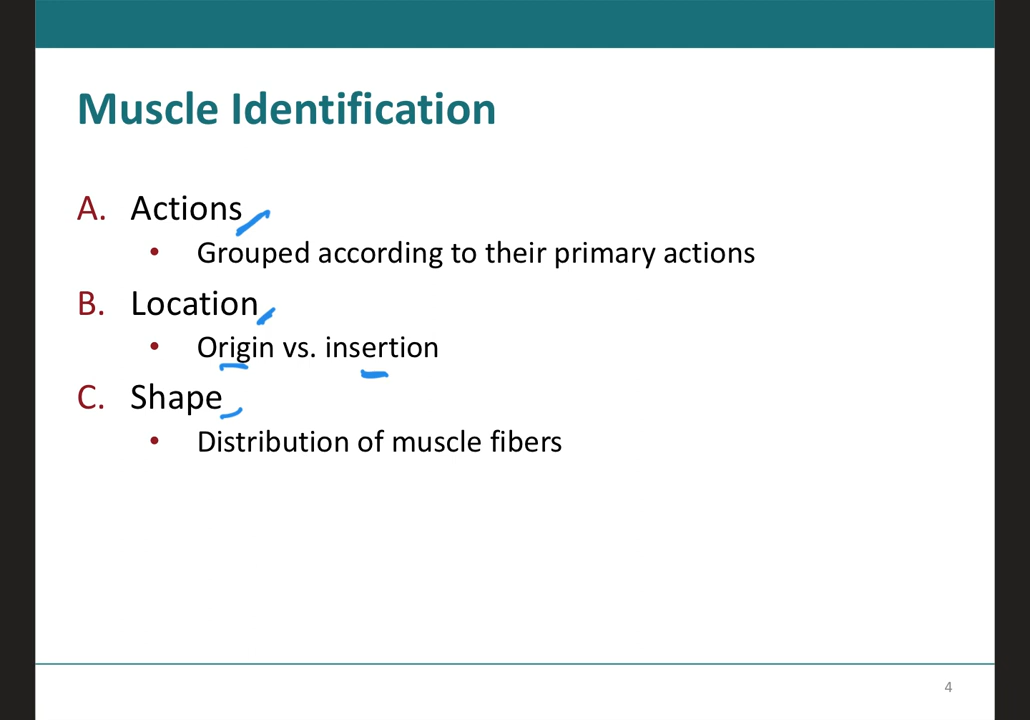 Muscle Identification
A. Actions
• Grouped according to their primary actions
B. Location
• Origin vs. insertion
C. Shape
• Distribution of muscle fibers
4